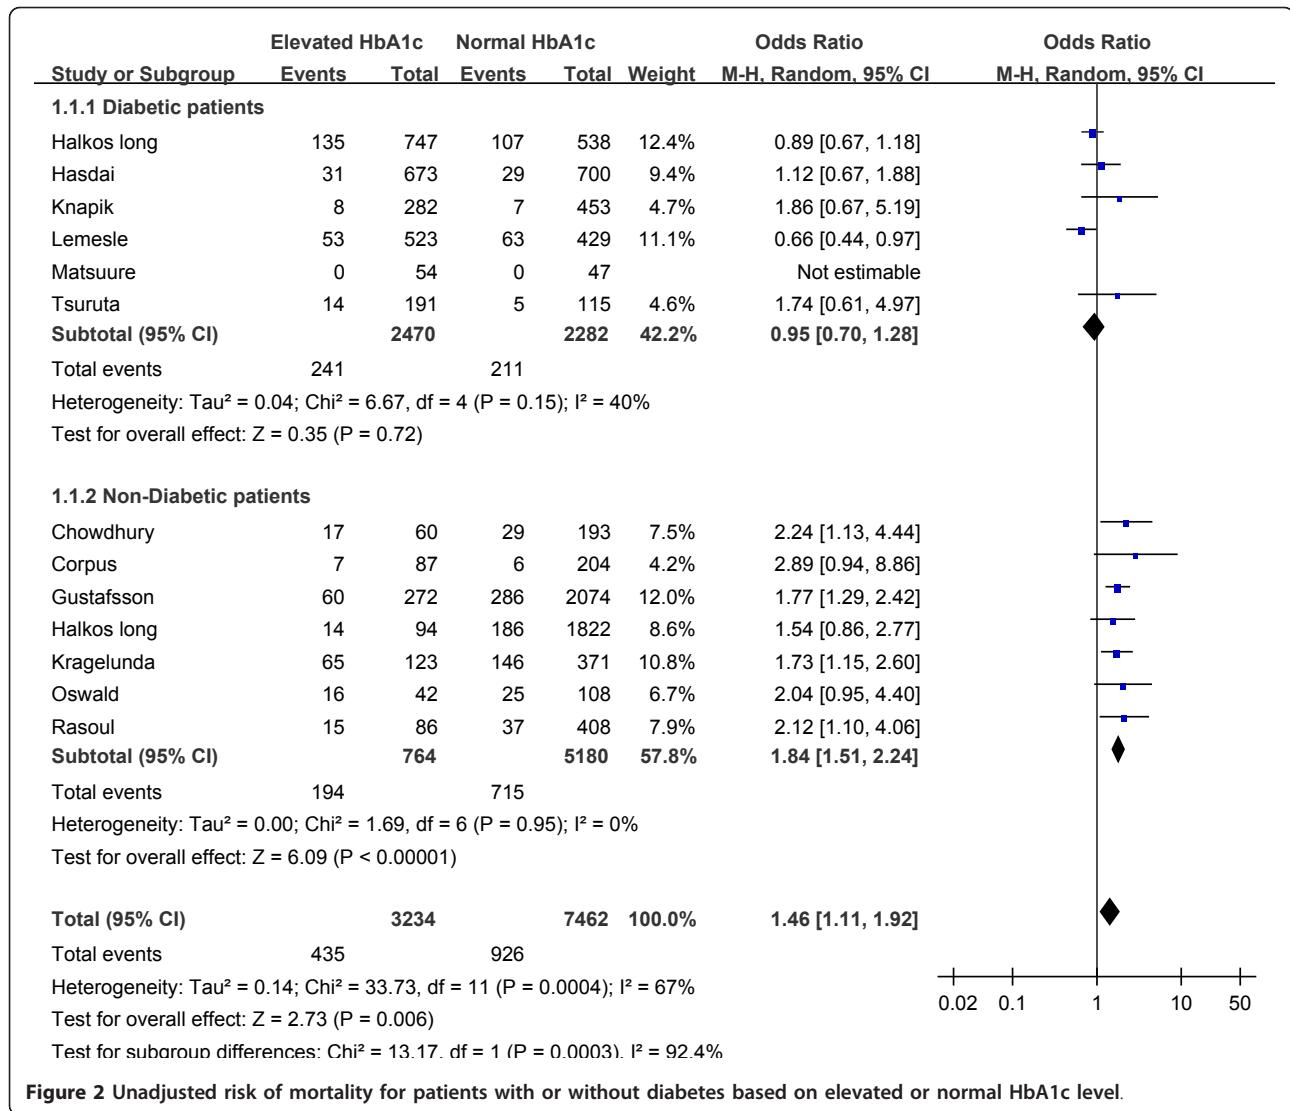 Elevated HbA1c Normal HbA1c Odds Ratio Odds Ratio
Study or Subgroup Events Total Events Total Weight M-H, Random, 95% CI M-H, Random, 95% CI
1.1.1 Diabetic patients
Halkos long 135 747 107 538 12.4% 0.89 [0.67, 1.18]
Hasdai 31 673 29 700 9.4% 1.12 [0.67, 1.88]
Knapik 8 282 7 453 4.7% 1.86 [0.67, 5.19]
Lemesle 53 523 63 429 11.1% 0.66 [0.44, 0.97]
Matsuure 0 54 0 47 Not estimable
Tsuruta 14 191 5 115 4.6% 1.74 [0.61, 4.97]
Subtotal (95% CI) 2470 2282 42.2% 0.95 [0.70, 1.28]
Total events 241 211
Heterogeneity: Tau² = 0.04; Chi² = 6.67, df = 4 (P = 0.15); I² = 40%
Test for overall effect: Z = 0.35 (P = 0.72)
1.1.2 Non-Diabetic patients
Chowdhury 17 60 29 193 7.5% 2.24 [1.13, 4.44]
Corpus 7 87 6 204 4.2% 2.89 [0.94, 8.86]
Gustafsson 60 272 286 2074 12.0% 1.77 [1.29, 2.42]
Halkos long 14 94 186 1822 8.6% 1.54 [0.86, 2.77]
Kragelunda 65 123 146 371 10.8% 1.73 [1.15, 2.60]
Oswald 16 42 25 108 6.7% 2.04 [0.95, 4.40]
Rasoul 15 86 37 408 7.9% 2.12 [1.10, 4.06]
Subtotal (95% CI) 764 5180 57.8% 1.84 [1.51, 2.24]
Total events 194 715
Heterogeneity: Tau² = 0.00; Chi² = 1.69, df = 6 (P = 0.95); I² = 0%
Test for overall effect: Z = 6.09 (P < 0.00001)
Total (95% CI) 3234 7462 100.0% 1.46 [1.11, 1.92]
Total events 435 926
Heterogeneity: Tau² = 0.14; Chi² = 33.73, df = 11 (P = 0.0004); I² = 67%
Test for overall effect: Z = 2.73 (P = 0.006)
Test for subgroup differences: Chi² = 13.17, df = 1 (P = 0.0003), I² = 92.4%
0.02 0.1 1 10 50
Figure 2 Unadjusted risk of mortality for patients with or without diabetes based on elevated or normal HbA1c level.